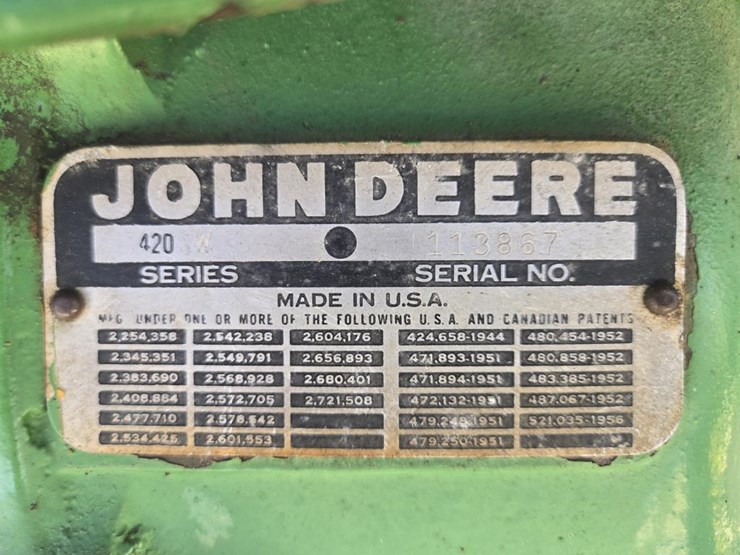 JOHN DEERE
420 W 113867
SERIES SERIAL NO.
MADE IN U.S.A.
MFG UNDER ONE OR MORE OF THE FOLLOWING U.S.A. AND CANADIAN PATENTS
2,254,358 2,542,238 2,604,176 424,658-1944 480,454-1952
2,345,351 2,549,791 2,656,893 471,893-1951 480,858-1952
2,383,690 2,568,928 2,680,401 471,894-1951 483,385-1952
2,408,884 2,572,705 2,721,508 472,132-1951 487,067-1952
2,477,710 2,578,542 479,248-1951 521,035-1956
2,534,425 2,601,553 479,250-1951